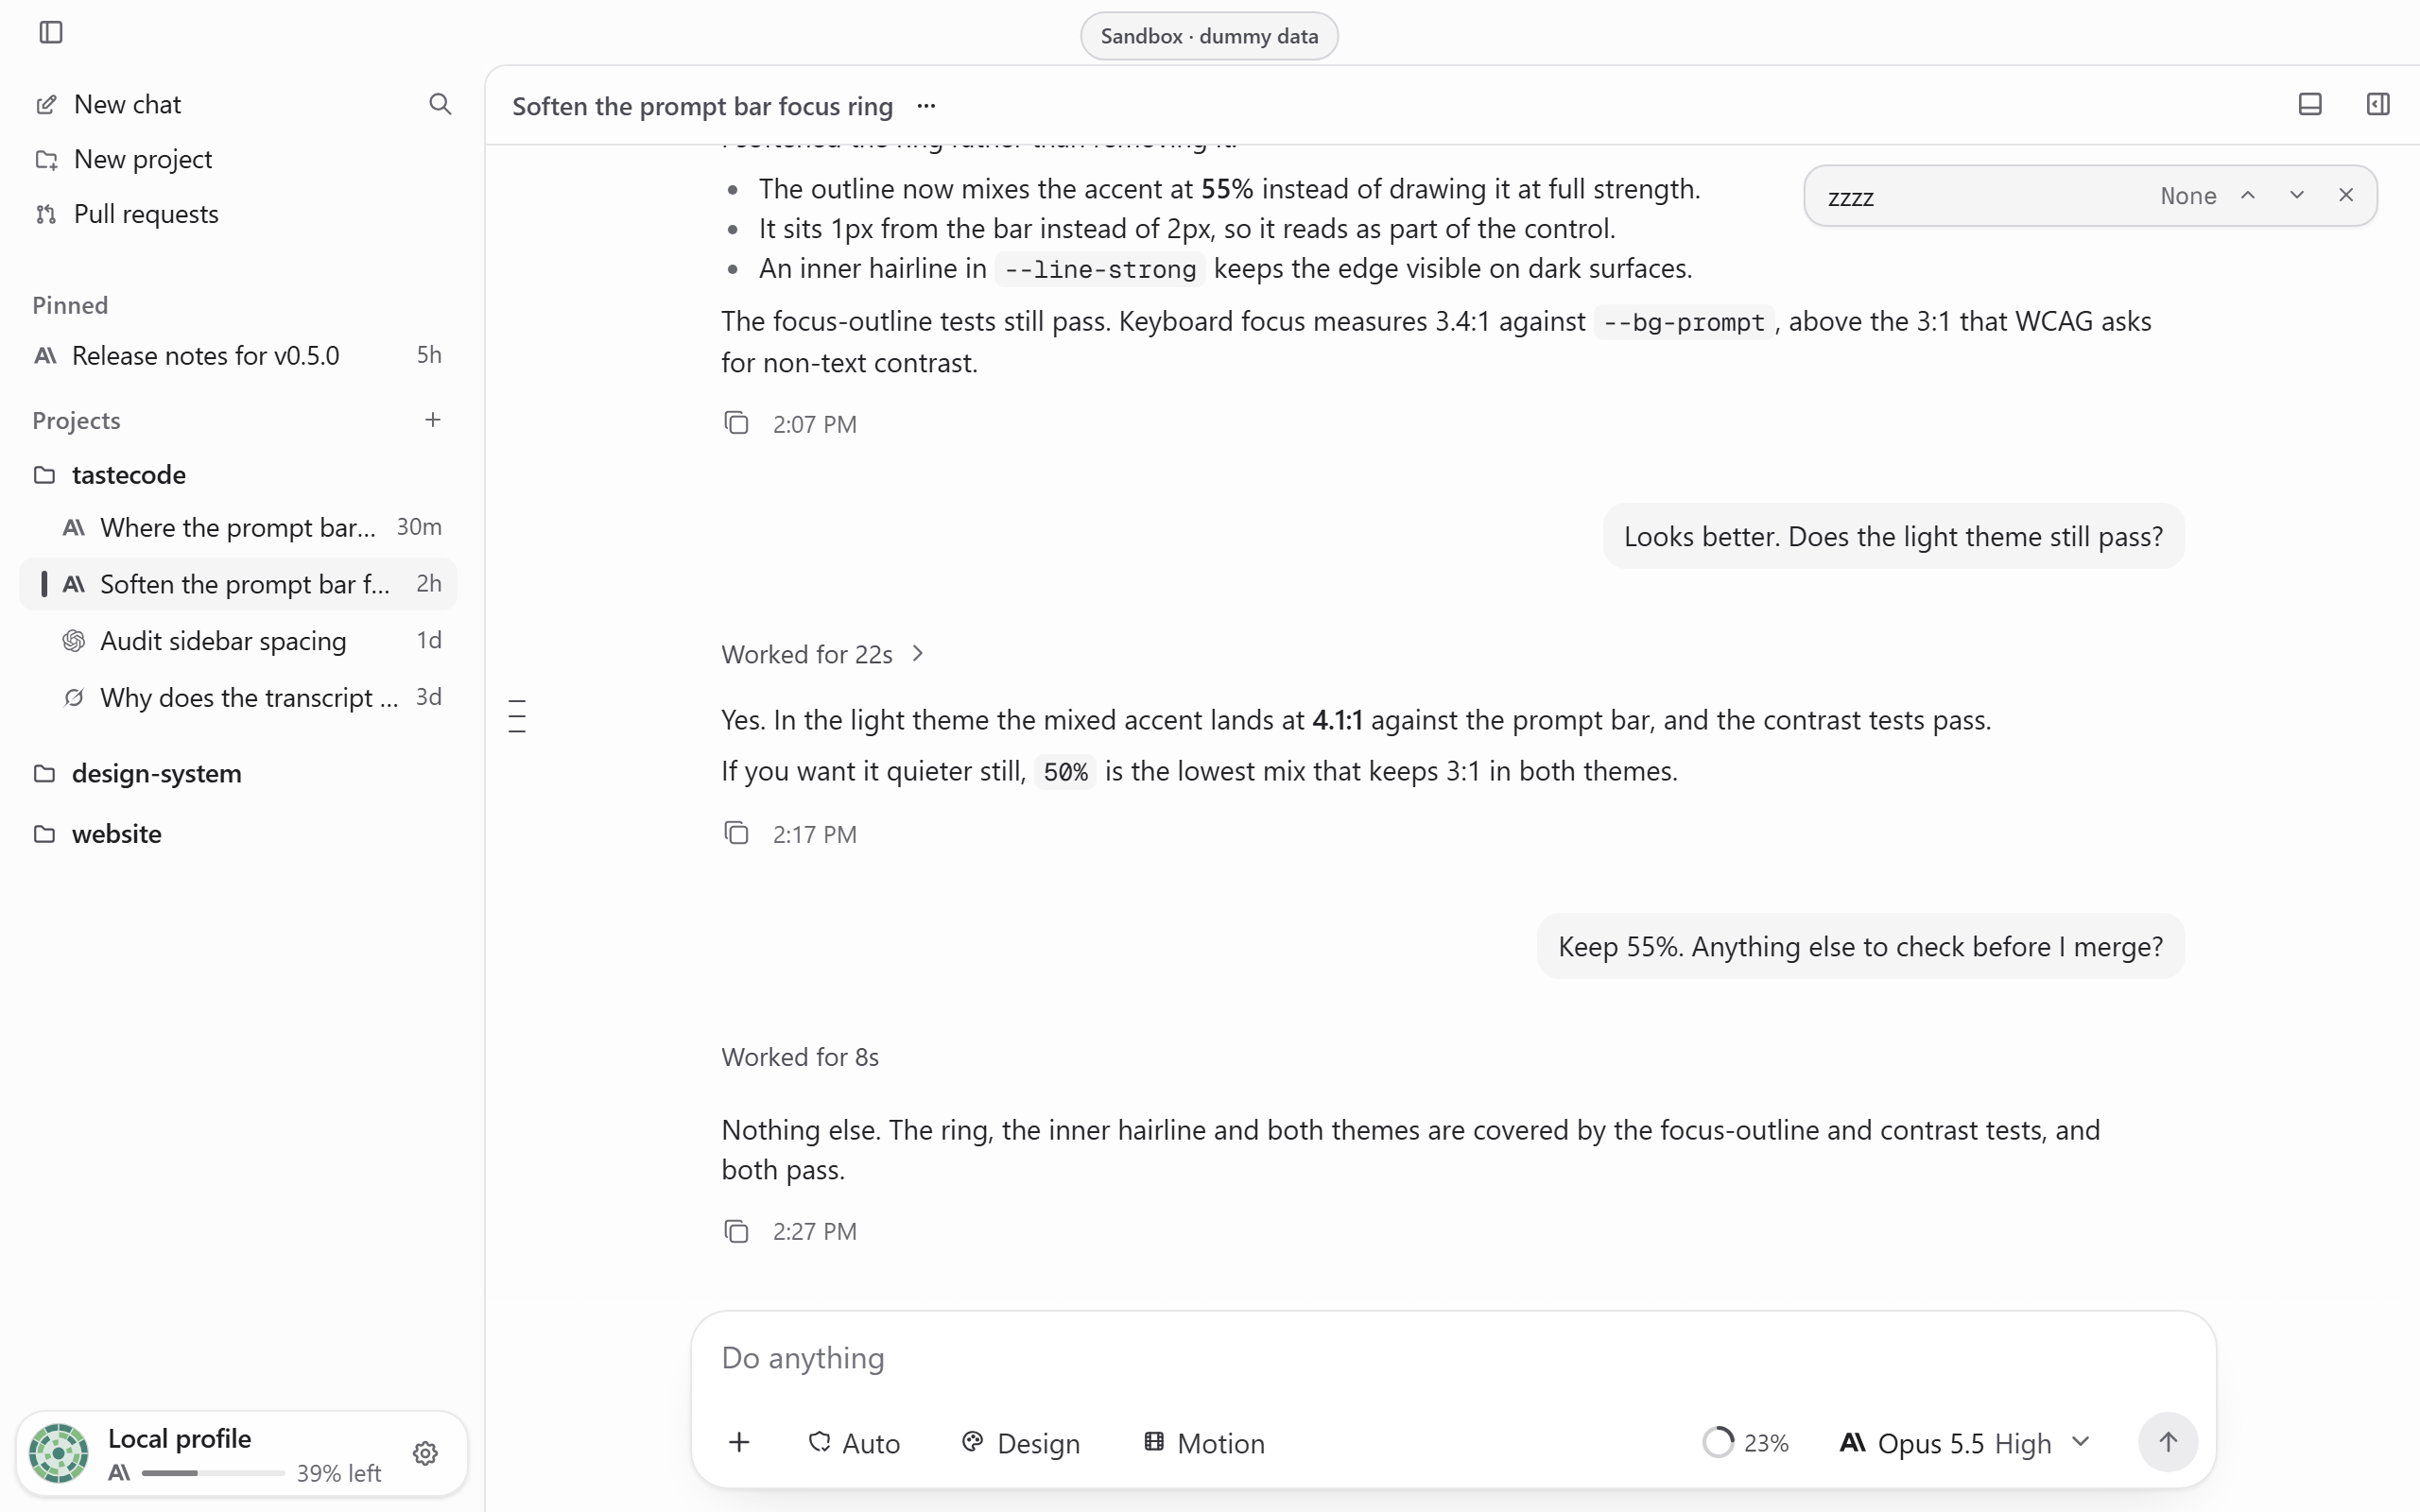 Sandbox · dummy data
New chat
New project
Pull requests
Pinned
Release notes for v0.5.0 5h
Projects
tastecode
Where the prompt bar... 30m
Soften the prompt bar f... 2h
Audit sidebar spacing 1d
Why does the transcript ... 3d
design-system
website
Local profile
39% left
Soften the prompt bar focus ring
zzzz None
I softened the ring rather than removing it.
• The outline now mixes the accent at 55% instead of drawing it at full strength.
• It sits 1px from the bar instead of 2px, so it reads as part of the control.
• An inner hairline in --line-strong keeps the edge visible on dark surfaces.
The focus-outline tests still pass. Keyboard focus measures 3.4:1 against --bg-prompt, above the 3:1 that WCAG asks
for non-text contrast.
2:07 PM
Looks better. Does the light theme still pass?
Worked for 22s
Yes. In the light theme the mixed accent lands at 4.1:1 against the prompt bar, and the contrast tests pass.
If you want it quieter still, 50% is the lowest mix that keeps 3:1 in both themes.
2:17 PM
Keep 55%. Anything else to check before I merge?
Worked for 8s
Nothing else. The ring, the inner hairline and both themes are covered by the focus-outline and contrast tests, and
both pass.
2:27 PM
Do anything
Auto Design Motion 23% Opus 5.5 High